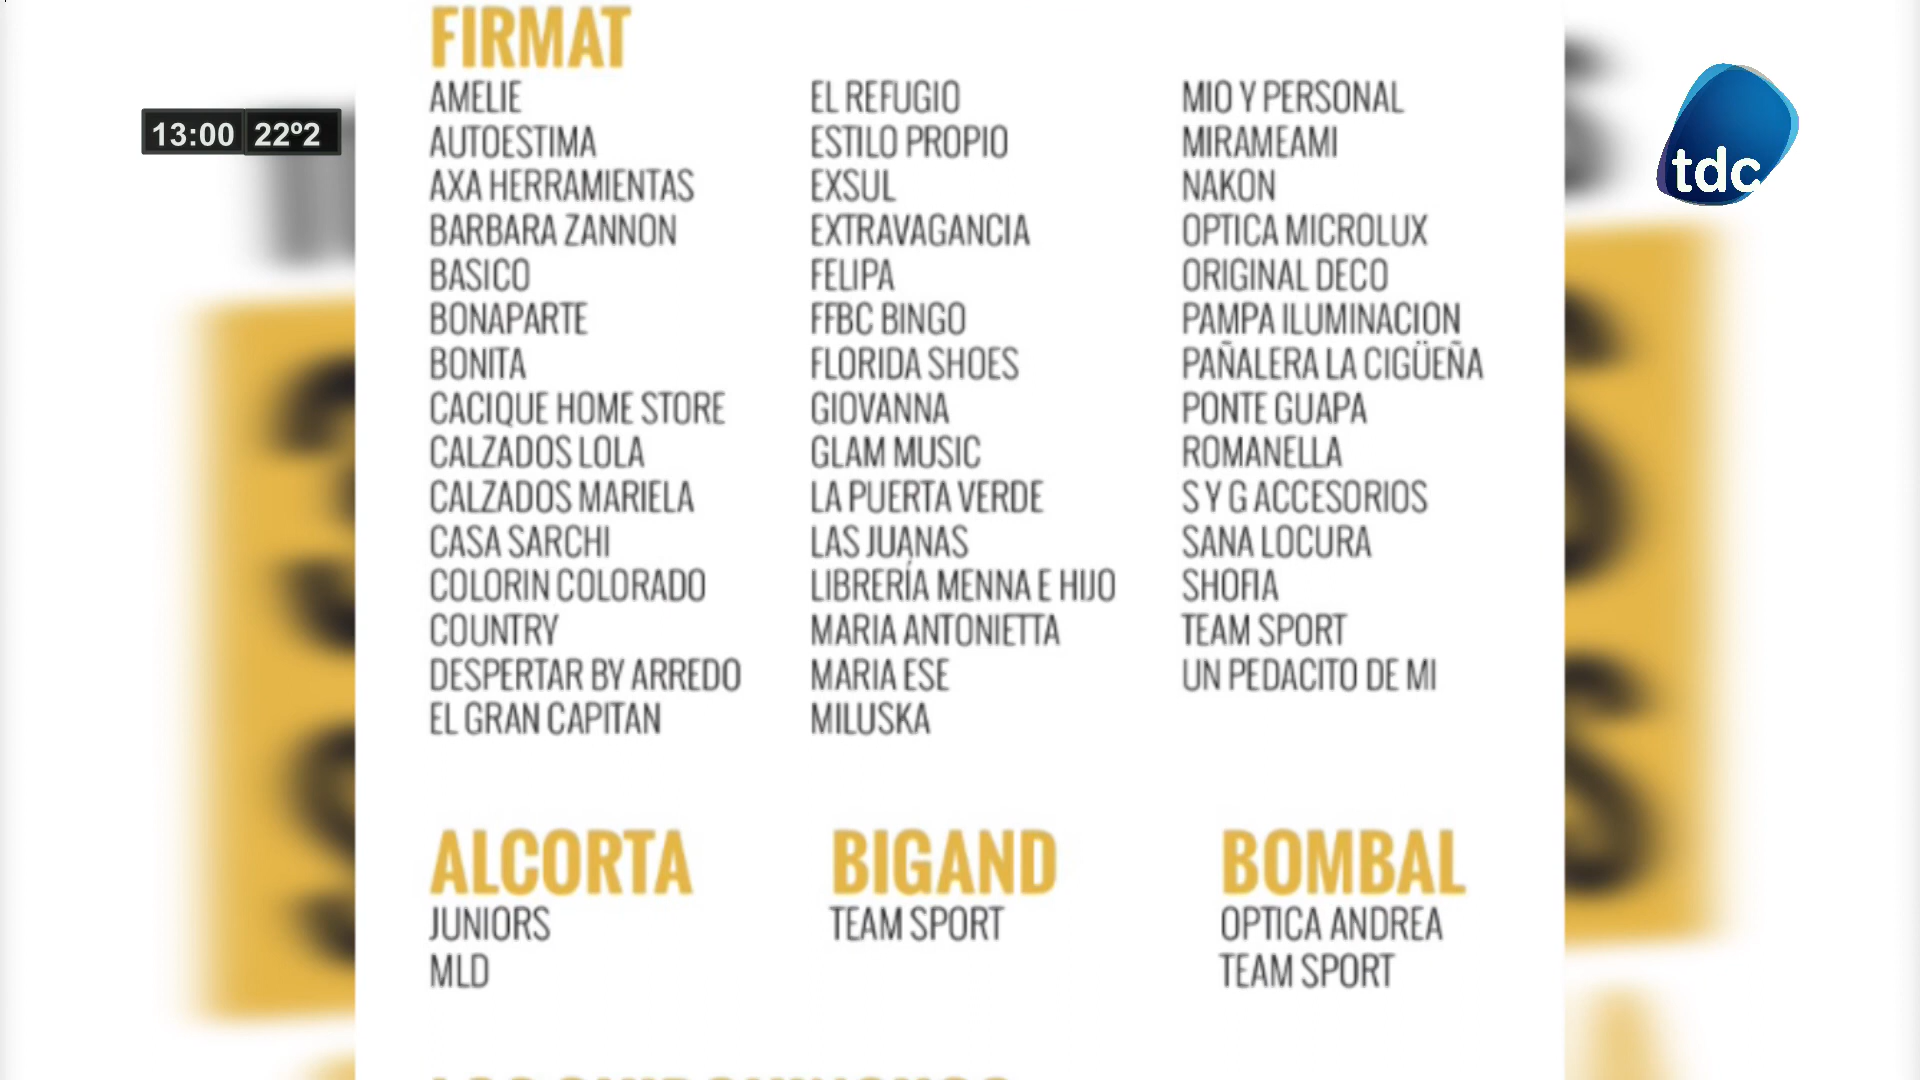 FIRMAT
AMELIE
AUTOESTIMA
AXA HERRAMIENTAS
BARBARA ZANNON
BASICO
BONAPARTE
BONITA
CACIQUE HOME STORE
CALZADOS LOLA
CALZADOS MARIELA
CASA SARCHI
COLORIN COLORADO
COUNTRY
DESPERTAR BY ARREDO
EL GRAN CAPITAN
EL REFUGIO
ESTILO PROPIO
EXSUL
EXTRAVAGANCIA
FELIPA
FFBC BINGO
FLORIDA SHOES
GIOVANNA
GLAM MUSIC
LA PUERTA VERDE
LAS JUANAS
LIBRERÍA MENNA E HIJO
MARIA ANTONIETTA
MARIA ESE
MILUSKA
MIO Y PERSONAL
MIRAMEAMI
NAKON
OPTICA MICROLUX
ORIGINAL DECO
PAMPA ILUMINACION
PAÑALERA LA CIGÜEÑA
PONTE GUAPA
ROMANELLA
S Y G ACCESORIOS
SANA LOCURA
SHOFIA
TEAM SPORT
UN PEDACITO DE MI
ALCORTA
JUNIORS
MLD
BIGAND
TEAM SPORT
BOMBAL
OPTICA ANDREA
TEAM SPORT
13:00 22º2
tdc